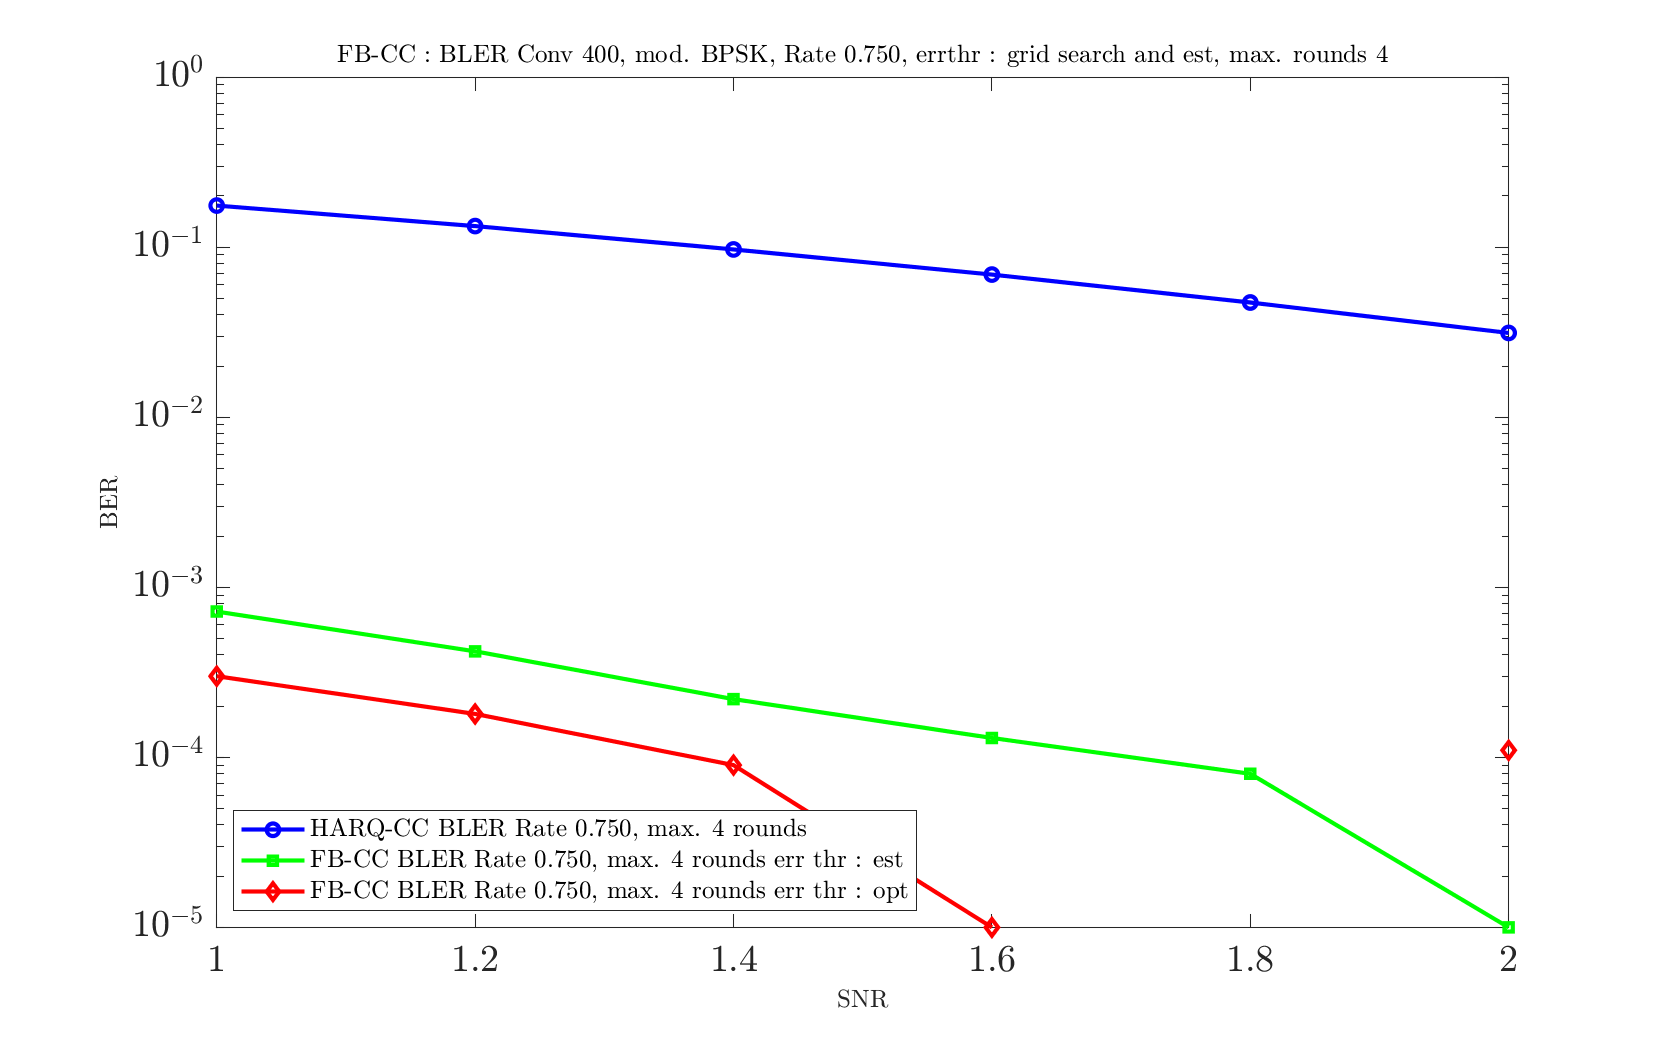 FB-CC : BLER Conv 400, mod. BPSK, Rate 0.750, errthr : grid search and est, max. rounds 4
10^0
10^-1
10^-2
10^-3
10^-4
10^-5
BER
HARQ-CC BLER Rate 0.750, max. 4 rounds
FB-CC BLER Rate 0.750, max. 4 rounds err thr : est
FB-CC BLER Rate 0.750, max. 4 rounds err thr : opt
1 1.2 1.4 1.6 1.8 2
SNR